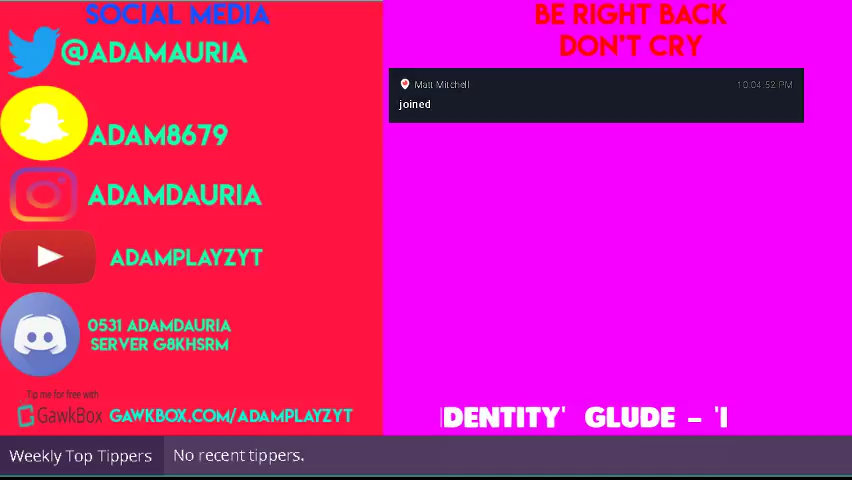 SOCIAL MEDIA
@ADAMAURIA
ADAM8679
ADAMDAURIA
ADAMPLAYZYT
0531 ADAMDAURIA
SERVER G8KHSRM
Tip me for free with
GawkBox GAWKBOX.COM/ADAMPLAYZYT
BE RIGHT BACK
DON'T CRY
Matt Mitchell 10:04:52 PM
joined
IDENTITY' GLUDE - 'I
Weekly Top Tippers No recent tippers.